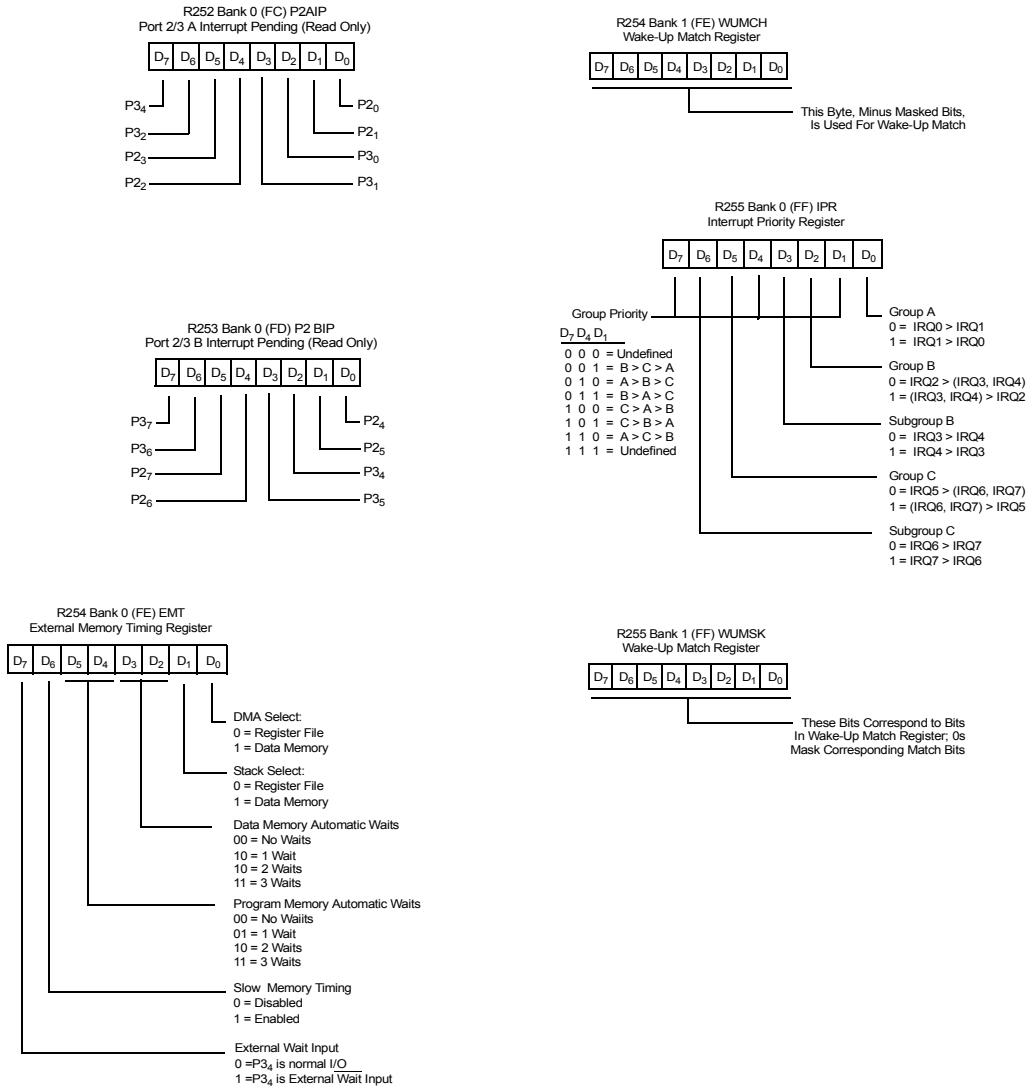 R252 Bank 0 (FC) P2AIP
Port 2/3 A Interrupt Pending (Read Only)
D7 D6 D5 D4 D3 D2 D1 D0
P34
P32
P23
P22
P20
P21
P30
P31
R253 Bank 0 (FD) P2 BIP
Port 2/3 B Interrupt Pending (Read Only)
D7 D6 D5 D4 D3 D2 D1 D0
P37
P36
P27
P26
P24
P25
P34
P35
R254 Bank 0 (FE) EMT
External Memory Timing Register
D7 D6 D5 D4 D3 D2 D1 D0
DMA Select:
0 = Register File
1 = Data Memory
Stack Select:
0 = Register File
1 = Data Memory
Data Memory Automatic Waits
00 = No Waits
10 = 1 Wait
10 = 2 Waits
11 = 3 Waits
Program Memory Automatic Waits
00 = No Waiits
01 = 1 Wait
10 = 2 Waits
11 = 3 Waits
Slow Memory Timing
0 = Disabled
1 = Enabled
External Wait Input
0 =P34 is normal I/O
1 =P34 is External Wait Input
R254 Bank 1 (FE) WUMCH
Wake-Up Match Register
D7 D6 D5 D4 D3 D2 D1 D0
This Byte, Minus Masked Bits,
Is Used For Wake-Up Match
R255 Bank 0 (FF) IPR
Interrupt Priority Register
D7 D6 D5 D4 D3 D2 D1 D0
Group Priority
D7 D4 D1
0 0 0 = Undefined
0 0 1 = B > C > A
0 1 0 = A > B > C
0 1 1 = B > A > C
1 0 0 = C > A > B
1 0 1 = C > B > A
1 1 0 = A > C > B
1 1 1 = Undefined
Group A
0 = IRQ0 > IRQ1
1 = IRQ1 > IRQ0
Group B
0 = IRQ2 > (IRQ3, IRQ4)
1 = (IRQ3, IRQ4) > IRQ2
Subgroup B
0 = IRQ3 > IRQ4
1 = IRQ4 > IRQ3
Group C
0 = IRQ5 > (IRQ6, IRQ7)
1 = (IRQ6, IRQ7) > IRQ5
Subgroup C
0 = IRQ6 > IRQ7
1 = IRQ7 > IRQ6
R255 Bank 1 (FF) WUMSK
Wake-Up Match Register
D7 D6 D5 D4 D3 D2 D1 D0
These Bits Correspond to Bits
In Wake-Up Match Register; 0s
Mask Corresponding Match Bits